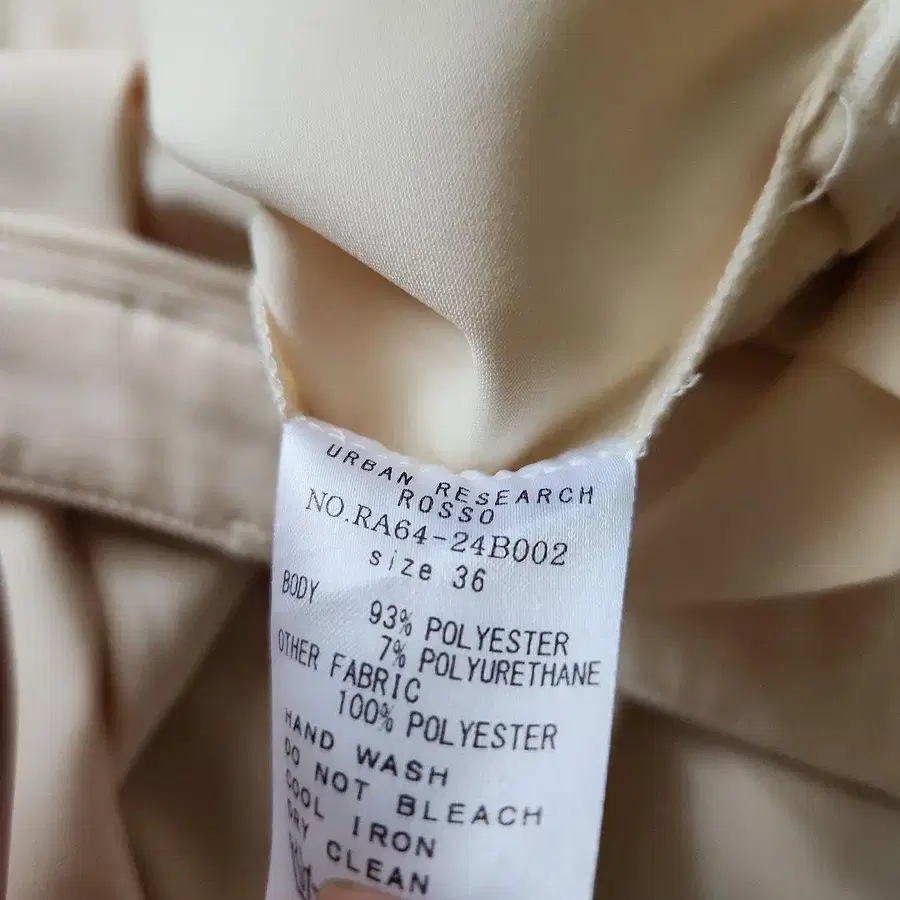 URBAN RESEARCH
ROSSO
NO.RA64-24B002
size 36
BODY
93% POLYESTER
7% POLYURETHANE
OTHER FABRIC
100% POLYESTER
HAND WASH
DO NOT BLEACH
COOL IRON
DRY CLEAN